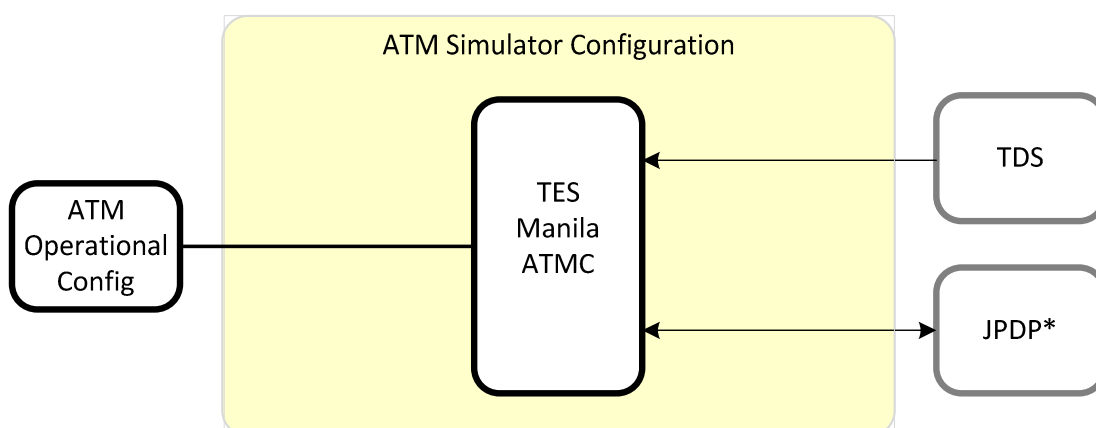 ATM Simulator Configuration
ATM
Operational
Config
TES
Manila
ATMC
TDS
JPDP*